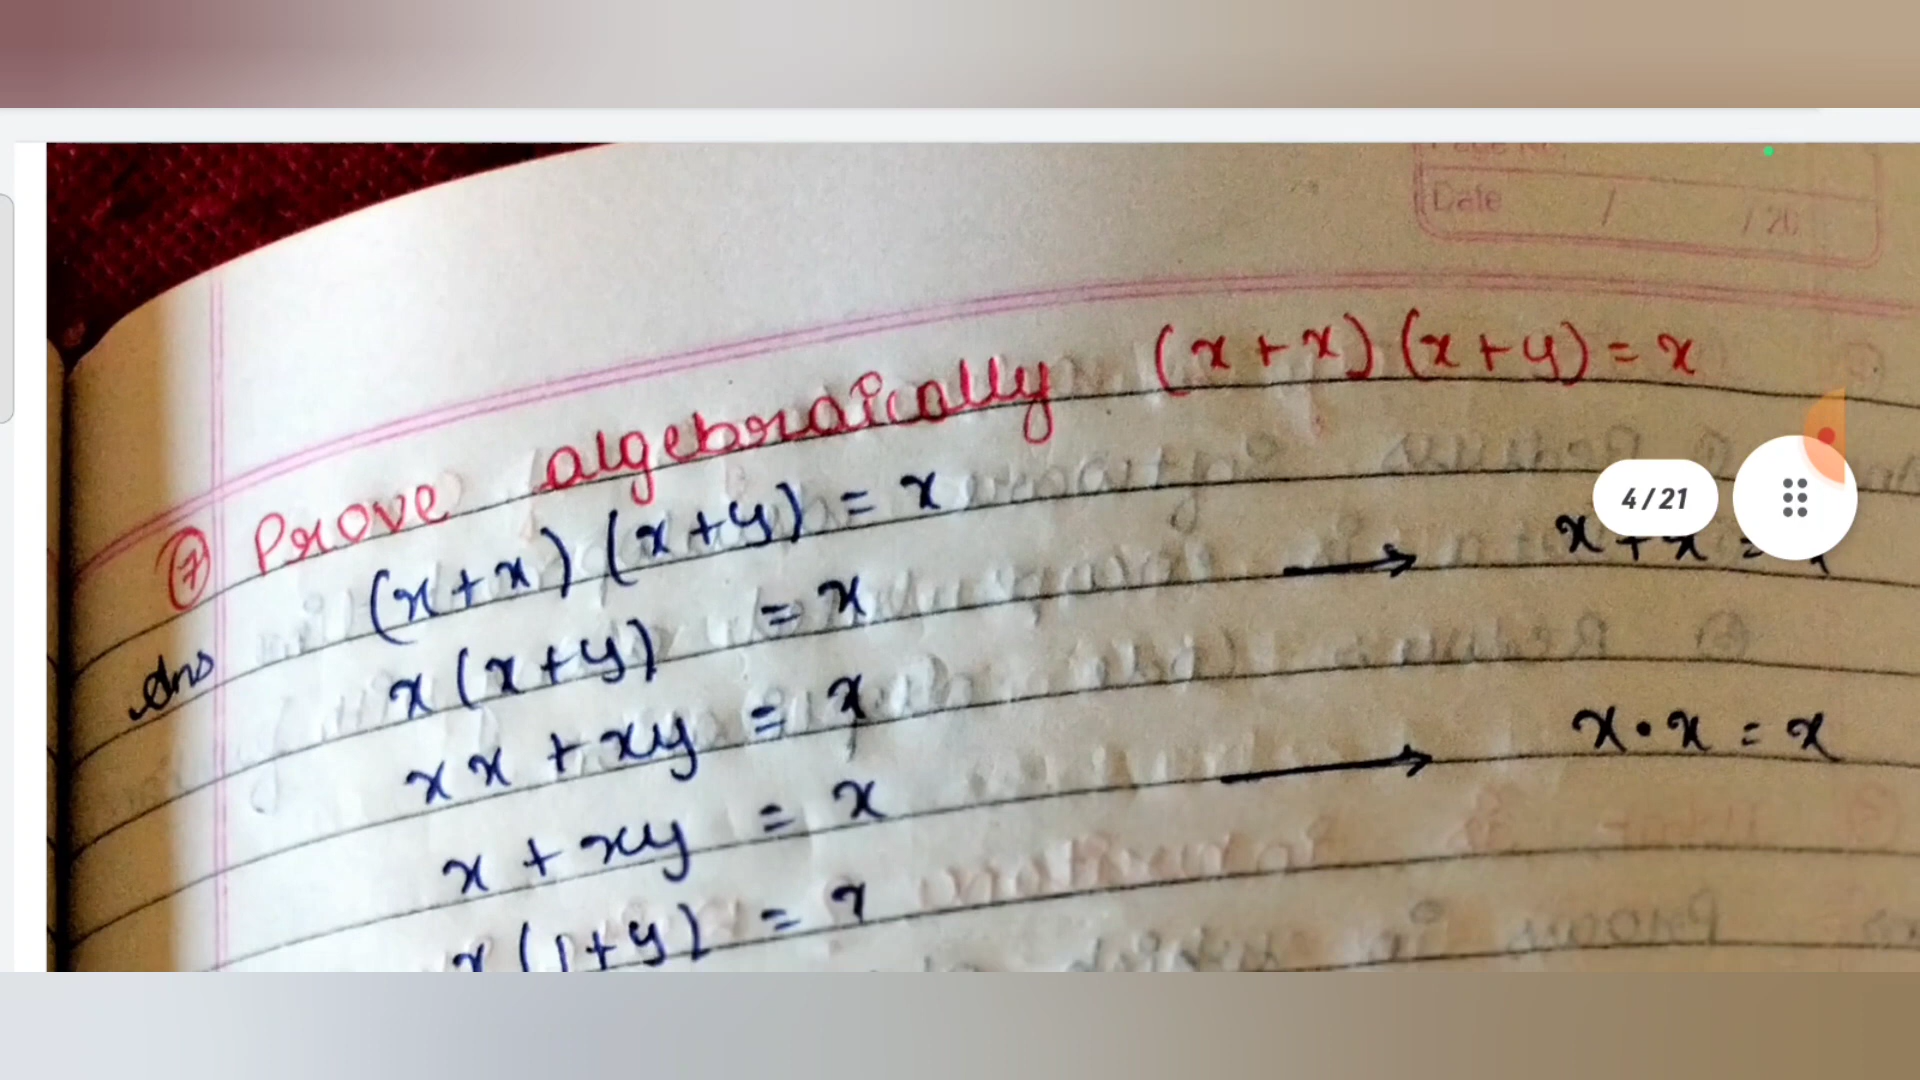 Date / / 20
⑦ Prove algebraically (x+x)(x+y)=x
Ans (x+x)(x+y) = x
x(x+y) = x → x+x =
xx + xy = x
x + xy = x → x·x = x
x(1+y) = x
4/21